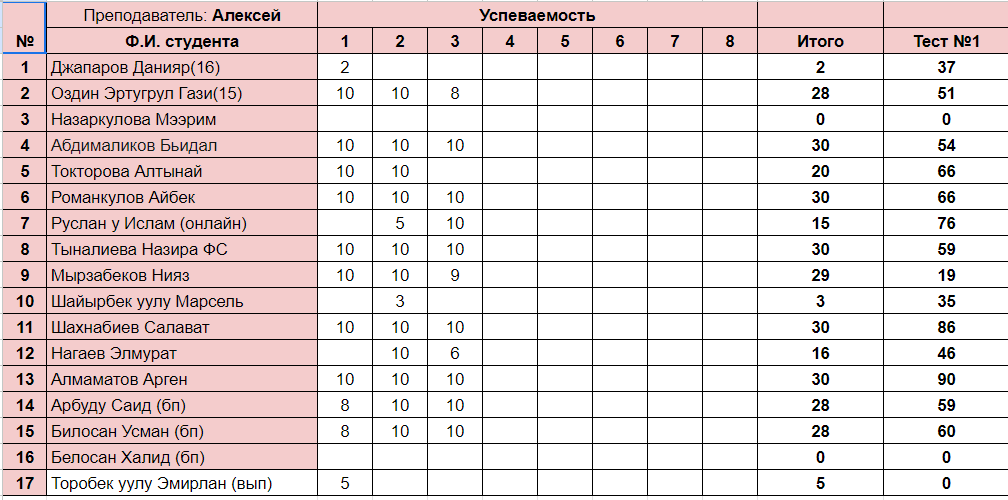 Преподаватель: Алексей Успеваемость
№ Ф.И. студента 1 2 3 4 5 6 7 8 Итого Тест №1
1 Джапаров Данияр(16) 2 2 37
2 Оздин Эртугрул Гази(15) 10 10 8 28 51
3 Назаркулова Мээрим 0 0
4 Абдималиков Бьидал 10 10 10 30 54
5 Токторова Алтынай 10 10 20 66
6 Романкулов Айбек 10 10 10 30 66
7 Руслан у Ислам (онлайн) 5 10 15 76
8 Тыналиева Назира ФС 10 10 10 30 59
9 Мырзабеков Нияз 10 10 9 29 19
10 Шайырбек уулу Марсель 3 3 35
11 Шахнабиев Салават 10 10 10 30 86
12 Нагаев Элмурат 10 6 16 46
13 Алмаматов Арген 10 10 10 30 90
14 Арбуду Саид (бп) 8 10 10 28 59
15 Билосан Усман (бп) 8 10 10 28 60
16 Белосан Халид (бп) 0 0
17 Торобек уулу Эмирлан (вып) 5 5 0